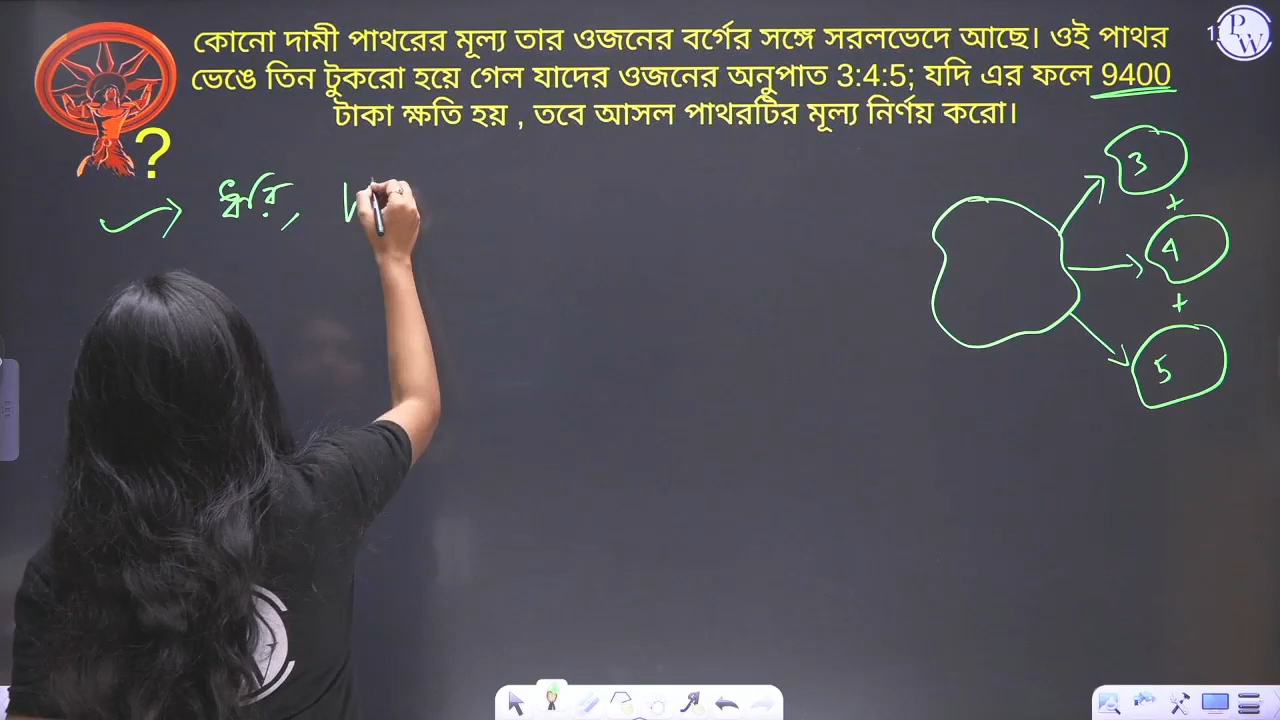 কোনো দামী পাথরের মূল্য তার ওজনের বর্গের সঙ্গে সরলভেদে আছে। ওই পাথর
ভেঙে তিন টুকরো হয়ে গেল যাদের ওজনের অনুপাত 3:4:5; যদি এর ফলে 9400
টাকা ক্ষতি হয় , তবে আসল পাথরটির মূল্য নির্ণয় করো।
?
P
W
ধরি,
3
+
4
+
5